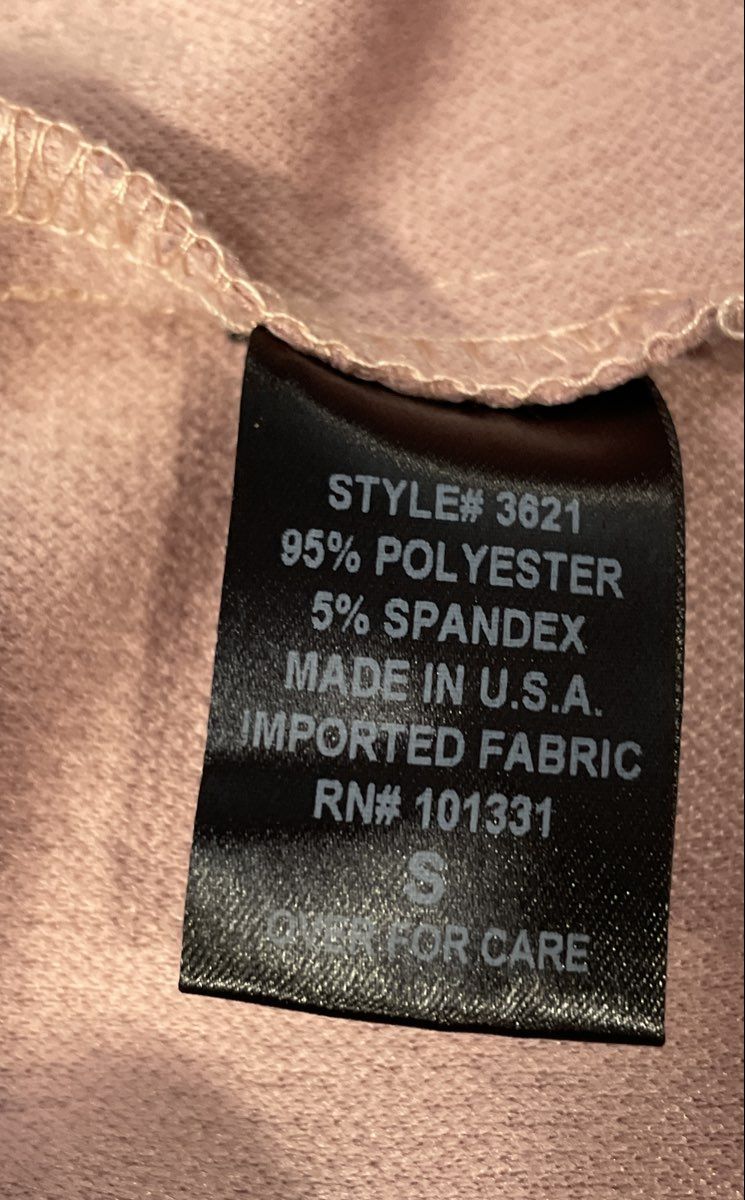 STYLE# 3621
95% POLYESTER
5% SPANDEX
MADE IN U.S.A.
IMPORTED FABRIC
RN# 101331
S
OVER FOR CARE